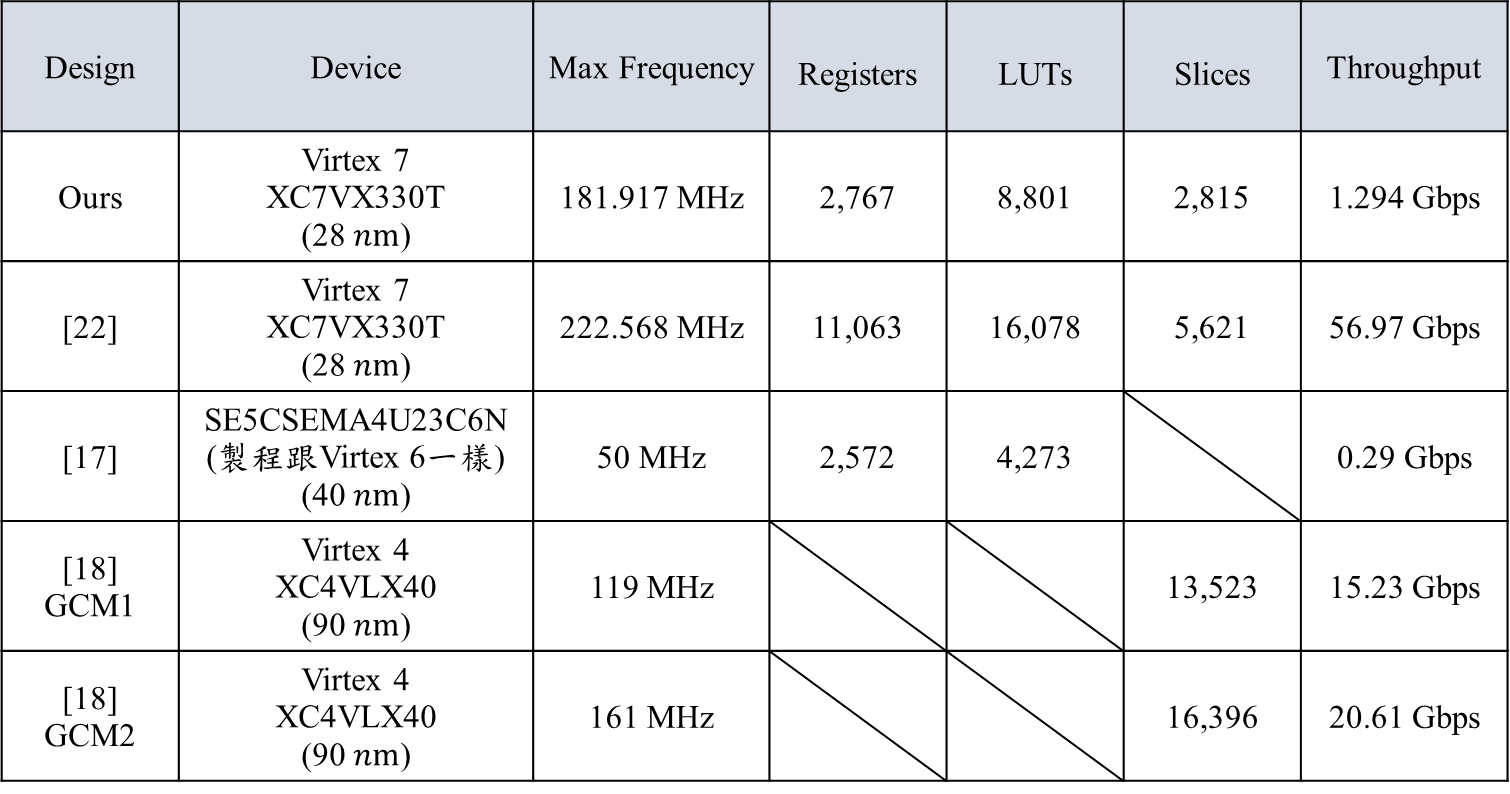 Design Device Max Frequency Registers LUTs Slices Throughput
Ours
Virtex 7
XC7VX330T
(28 nm)
181.917 MHz 2,767 8,801 2,815 1.294 Gbps
[22]
Virtex 7
XC7VX330T
(28 nm)
222.568 MHz 11,063 16,078 5,621 56.97 Gbps
[17]
SE5CSEMA4U23C6N
(製程跟Virtex 6一樣)
(40 nm)
50 MHz 2,572 4,273 0.29 Gbps
[18]
GCM1
Virtex 4
XC4VLX40
(90 nm)
119 MHz 13,523 15.23 Gbps
[18]
GCM2
Virtex 4
XC4VLX40
(90 nm)
161 MHz 16,396 20.61 Gbps